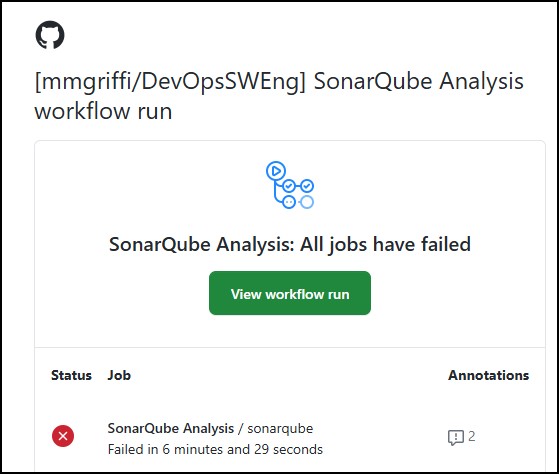 [mmgriffi/DevOpsSWEng] SonarQube Analysis
workflow run
SonarQube Analysis: All jobs have failed
View workflow run
Status Job Annotations
SonarQube Analysis / sonarqube
Failed in 6 minutes and 29 seconds
2